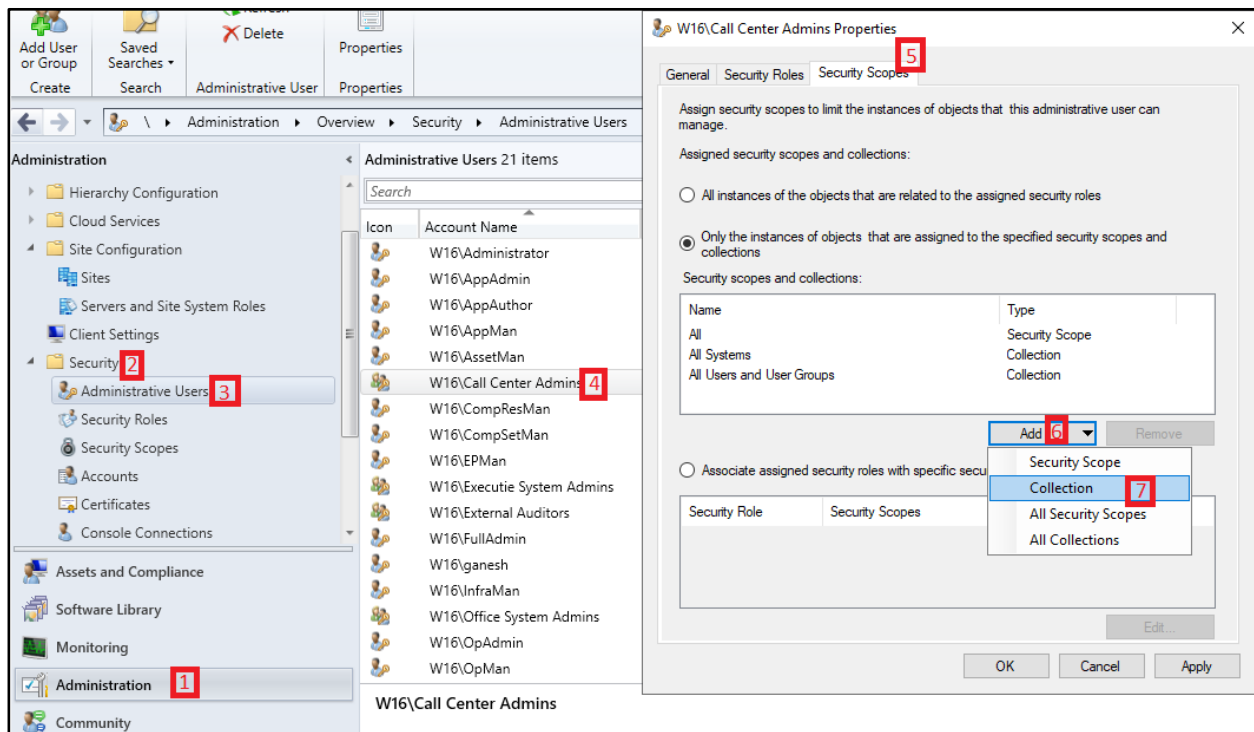 Refresh
Add User
or Group
Saved
Searches
Delete
Properties
Create
Search
Administrative User
Properties
\ Administration Overview Security Administrative Users
Administration
Hierarchy Configuration
Cloud Services
Site Configuration
Sites
Servers and Site System Roles
Client Settings
Security 2
Administrative Users 3
Security Roles
Security Scopes
Accounts
Certificates
Console Connections
Assets and Compliance
Software Library
Monitoring
Administration 1
Community
Administrative Users 21 items
Search
Icon Account Name
W16\Administrator
W16\AppAdmin
W16\AppAuthor
W16\AppMan
W16\AssetMan
W16\Call Center Admins 4
W16\CompResMan
W16\CompSetMan
W16\EPMan
W16\Executie System Admins
W16\External Auditors
W16\FullAdmin
W16\ganesh
W16\InfraMan
W16\Office System Admins
W16\OpAdmin
W16\OpMan
W16\Call Center Admins
W16\Call Center Admins Properties
5
General Security Roles Security Scopes
Assign security scopes to limit the instances of objects that this administrative user can
manage.
Assigned security scopes and collections:
All instances of the objects that are related to the assigned security roles
Only the instances of objects that are assigned to the specified security scopes and
collections
Security scopes and collections:
Name Type
All Security Scope
All Systems Collection
All Users and User Groups Collection
Add 6 Remove
Associate assigned security roles with specific secu
Security Scope
Collection 7
All Security Scopes
All Collections
Security Role Security Scopes
Edit...
OK Cancel Apply